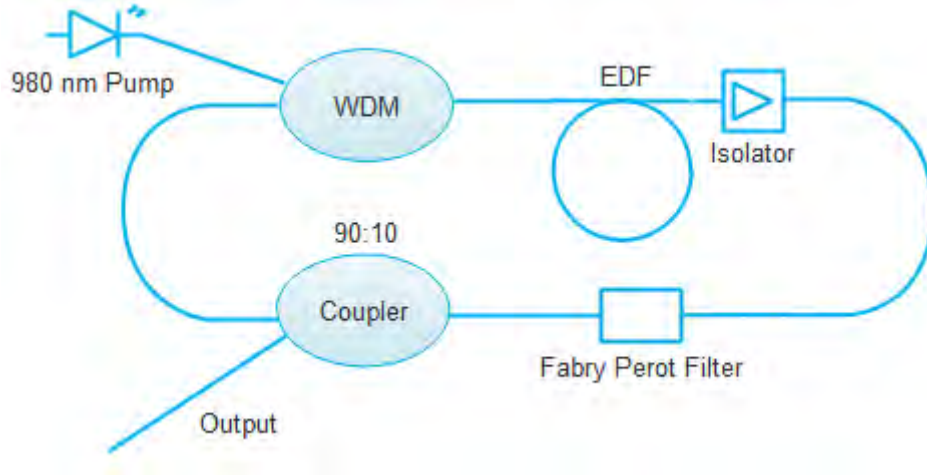 980 nm Pump
WDM
EDF
Isolator
90:10
Coupler
Fabry Perot Filter
Output